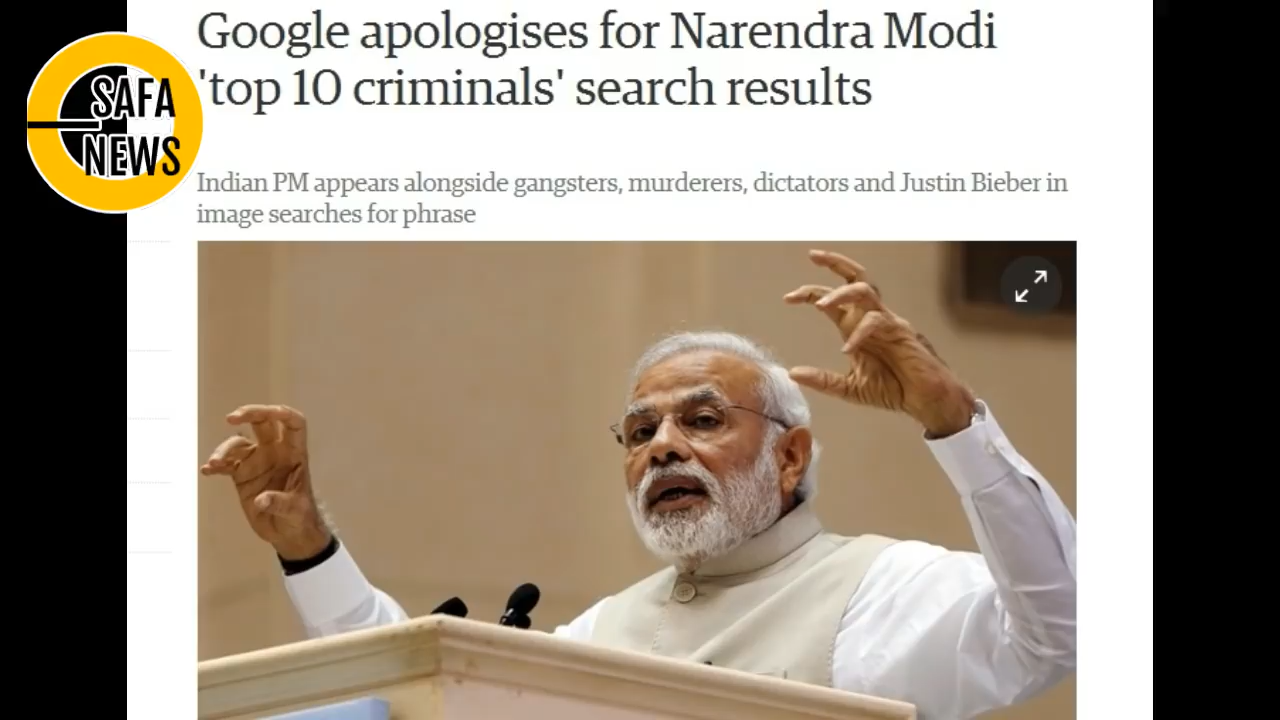 Google apologises for Narendra Modi
'top 10 criminals' search results
SAFA
NEWS
Indian PM appears alongside gangsters, murderers, dictators and Justin Bieber in
image searches for phrase